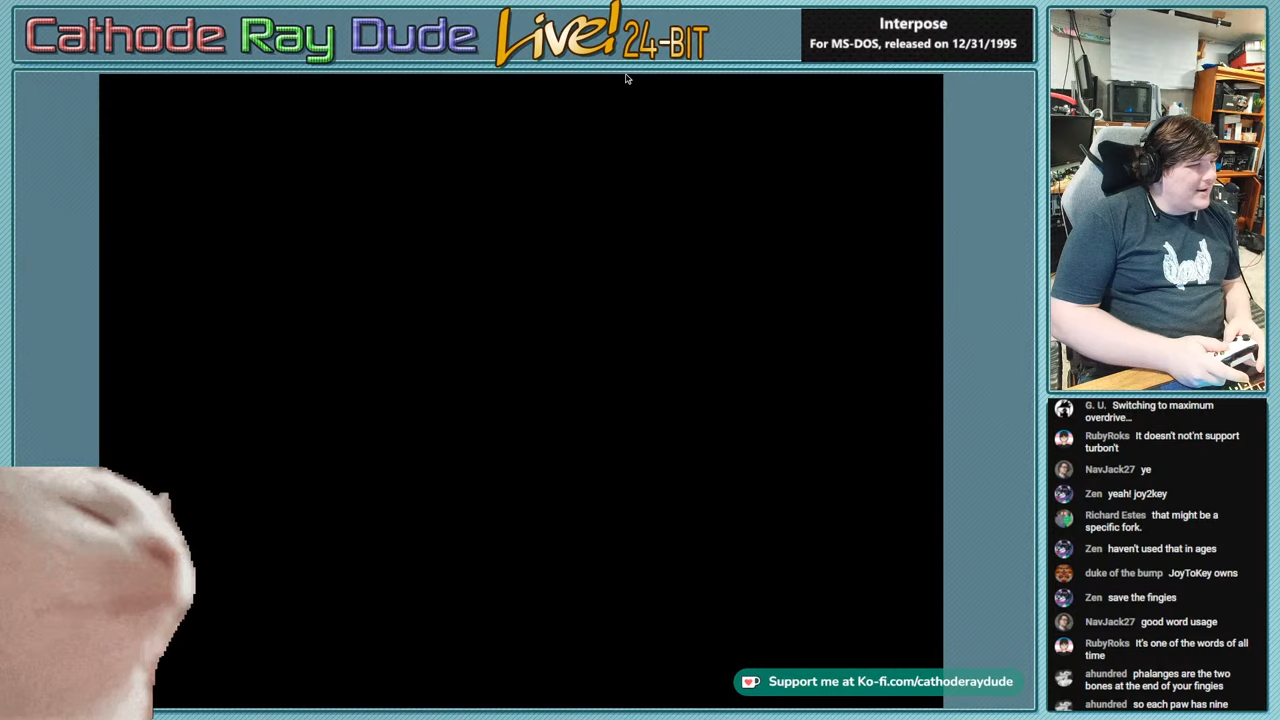 Cathode Ray Dude Live! 24-BIT
Interpose
For MS-DOS, released on 12/31/1995
G. U. Switching to maximum
overdrive...
RubyRoks It doesn't not'nt support
turbon't
NavJack27 ye
Zen yeah! joy2key
Richard Estes that might be a
specific fork.
Zen haven't used that in ages
duke of the bump JoyToKey owns
Zen save the fingies
NavJack27 good word usage
RubyRoks It's one of the words of all
time
ahundred phalanges are the two
bones at the end of your fingies
ahundred so each paw has nine
Support me at Ko-fi.com/cathoderaydude